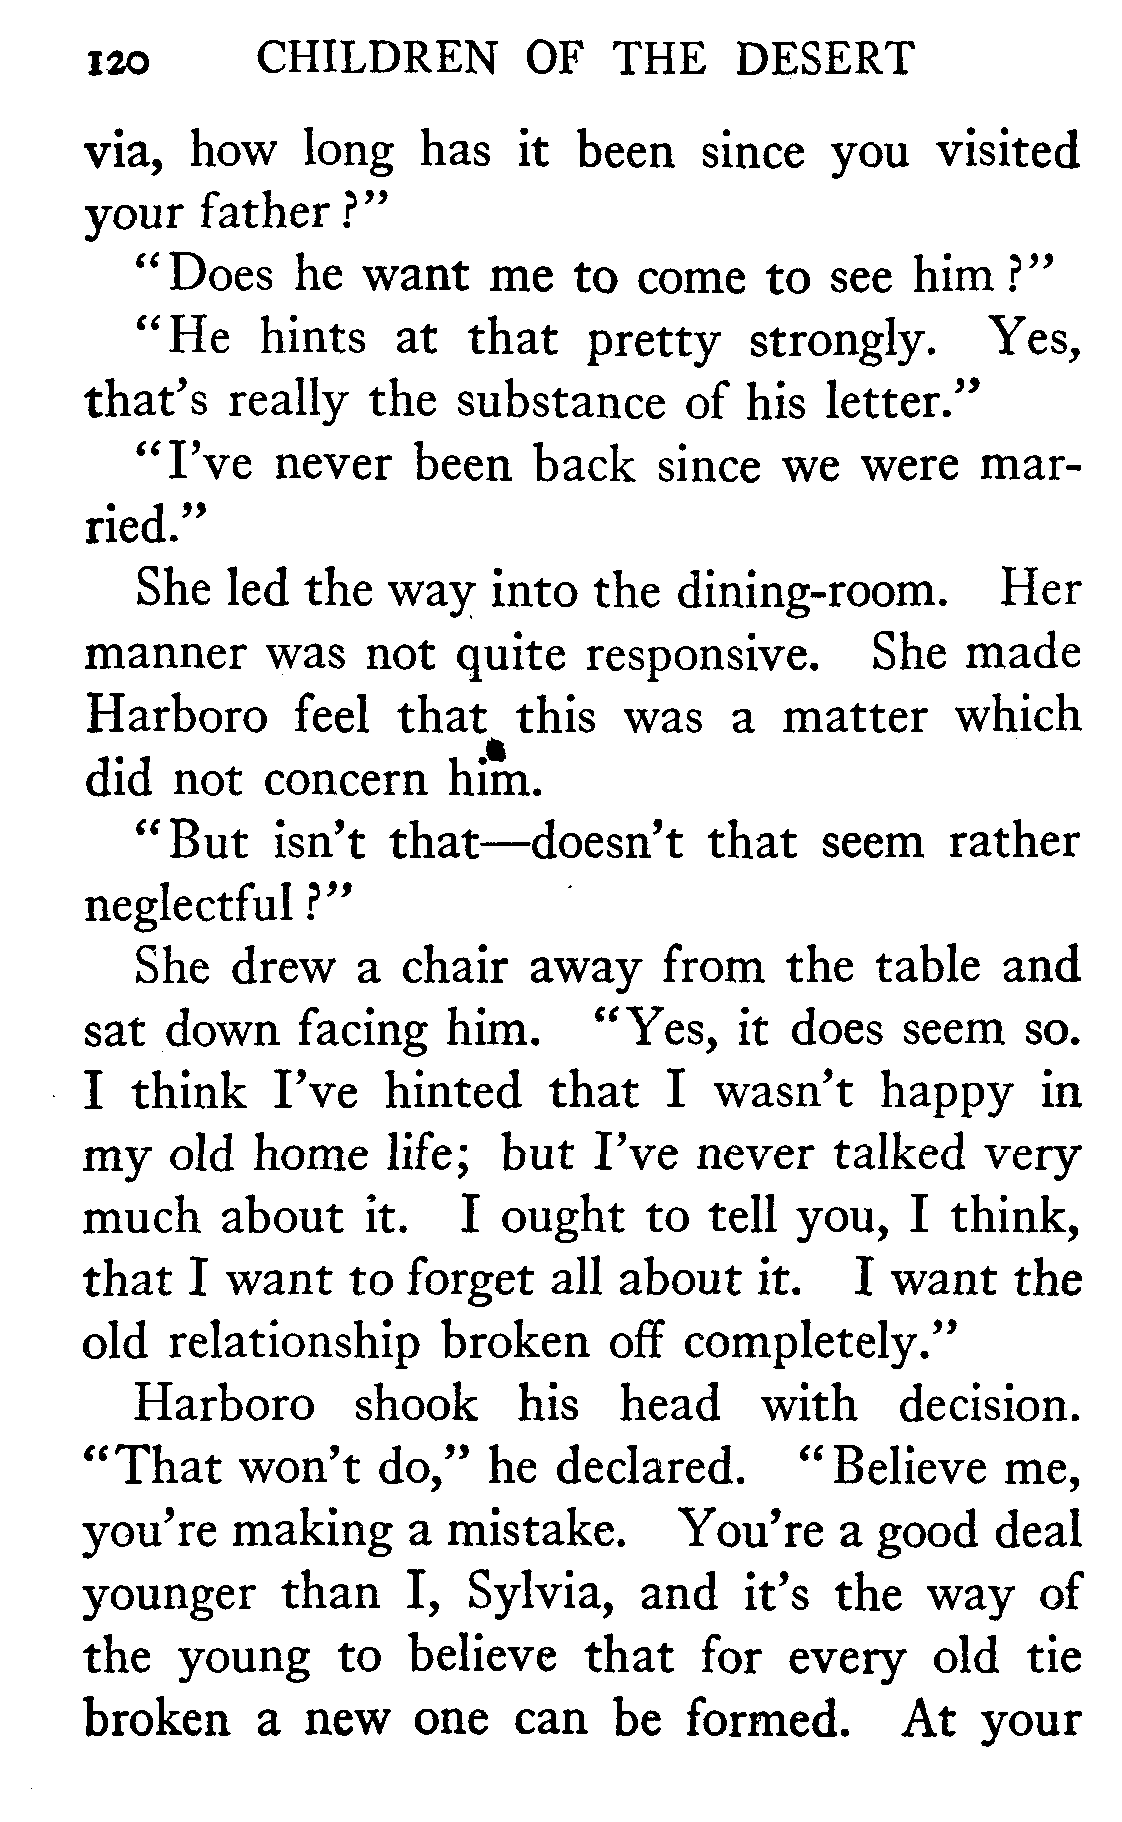 120 CHILDREN OF THE DESERT
via, how long has it been since you visited
your father?"
"Does he want me to come to see him?"
"He hints at that pretty strongly. Yes,
that's really the substance of his letter."
"I've never been back since we were mar-
ried."
She led the way into the dining-room. Her
manner was not quite responsive. She made
Harboro feel that this was a matter which
did not concern him.
"But isn't that—doesn't that seem rather
neglectful?"
She drew a chair away from the table and
sat down facing him. "Yes, it does seem so.
I think I've hinted that I wasn't happy in
my old home life; but I've never talked very
much about it. I ought to tell you, I think,
that I want to forget all about it. I want the
old relationship broken off completely."
Harboro shook his head with decision.
"That won't do," he declared. "Believe me,
you're making a mistake. You're a good deal
younger than I, Sylvia, and it's the way of
the young to believe that for every old tie
broken a new one can be formed. At your